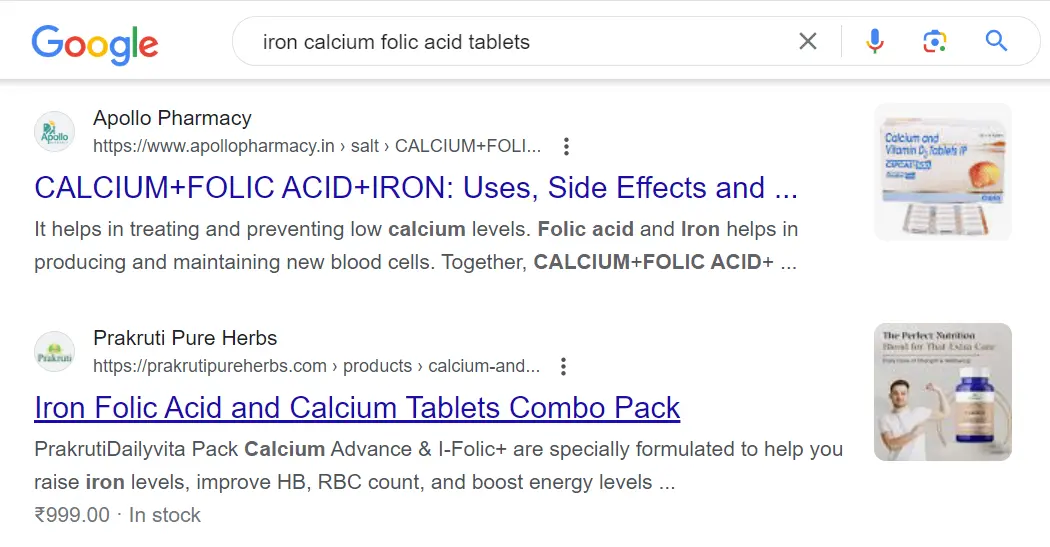 Google
iron calcium folic acid tablets
Apollo
Apollo Pharmacy
https://www.apollopharmacy.in › salt › CALCIUM+FOLI...
CALCIUM+FOLIC ACID+IRON: Uses, Side Effects and ...
It helps in treating and preventing low calcium levels. Folic acid and Iron helps in
producing and maintaining new blood cells. Together, CALCIUM+FOLIC ACID+ ...
Calcium and
Vitamin D3 Tablets IP
Prakruti
Prakruti Pure Herbs
https://prakrutipureherbs.com › products › calcium-and...
Iron Folic Acid and Calcium Tablets Combo Pack
PrakrutiDailyvita Pack Calcium Advance & I-Folic+ are specially formulated to help you
raise iron levels, improve HB, RBC count, and boost energy levels ...
₹999.00 · In stock
The Perfect Nutrition
Blend for That Extra Care